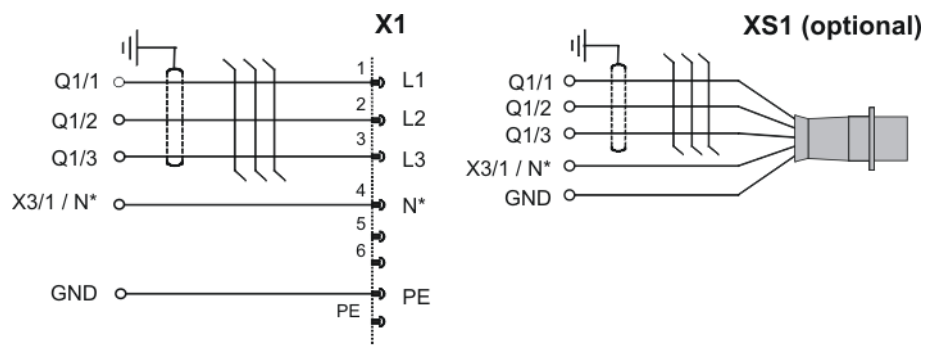 X1
XS1 (optional)
Q1/1 1 L1
Q1/2 2 L2
Q1/3 3 L3
X3/1 / N* 4 N*
5
6
GND PE
PE
Q1/1
Q1/2
Q1/3
X3/1 / N*
GND